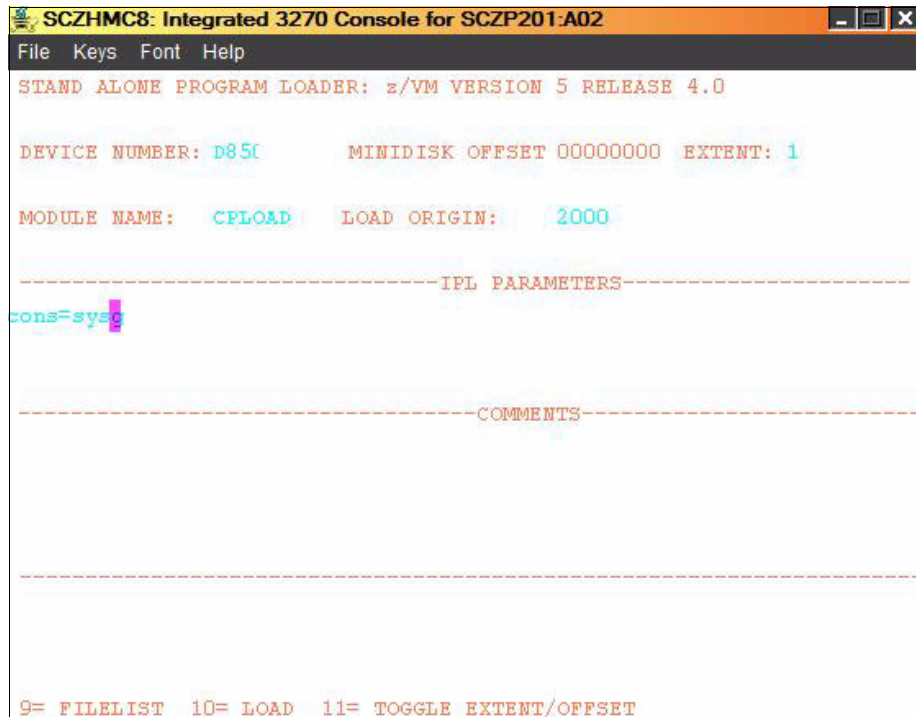 SCZHMC8: Integrated 3270 Console for SCZP201:A02
File Keys Font Help
STAND ALONE PROGRAM LOADER: z/VM VERSION 5 RELEASE 4.0
DEVICE NUMBER: MINIDISK OFFSET 00000000 EXTENT: 1
MODULE NAME: CPLOAD LOAD ORIGIN: 2000
---------------------------------IPL PARAMETERS-----------------------
cons=sysg
------------------------------------COMMENTS---------------------------
-----------------------------------------------------------------------
9= FILELIST 10= LOAD 11= TOGGLE EXTENT/OFFSET